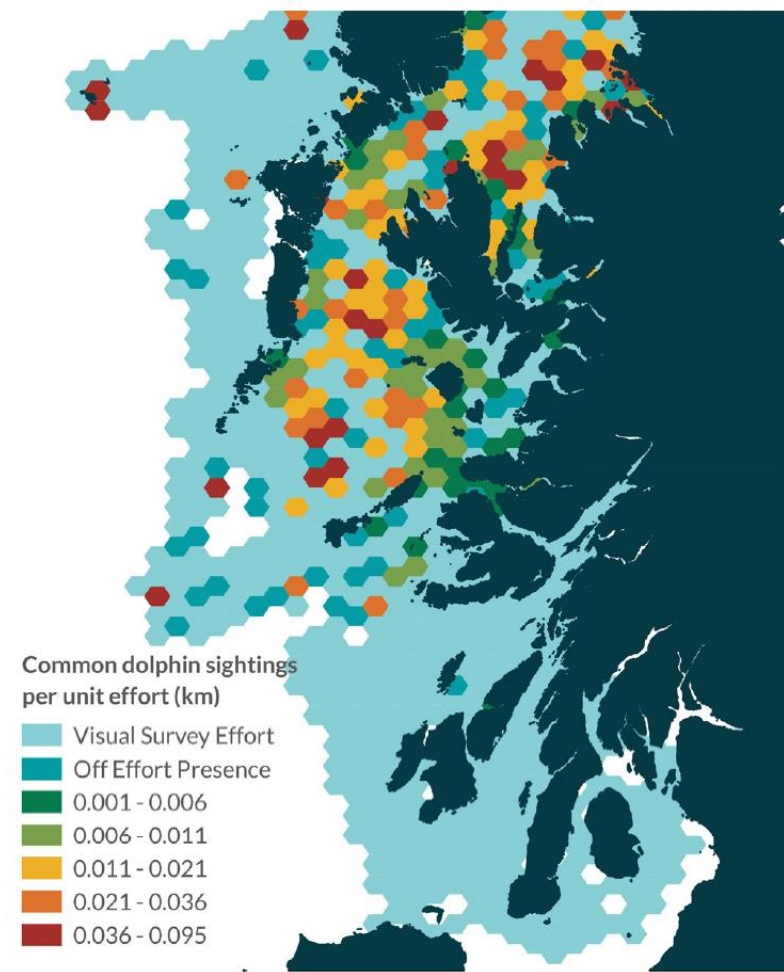 Common dolphin sightings
per unit effort (km)
Visual Survey Effort
Off Effort Presence
0.001 - 0.006
0.006 - 0.011
0.011 - 0.021
0.021 - 0.036
0.036 - 0.095